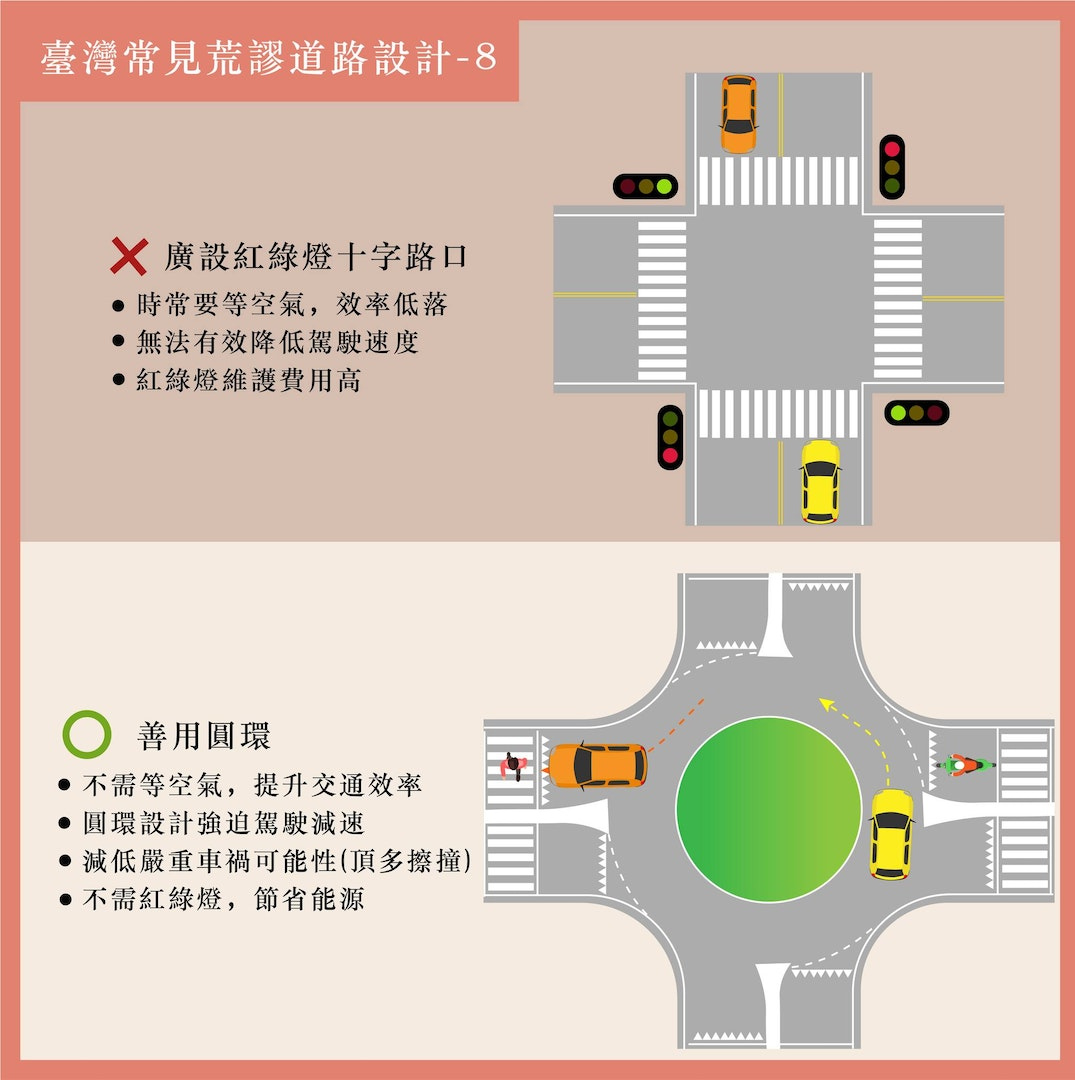 臺灣常見荒謬道路設計-8
廣設紅綠燈十字路口
時常要等空氣，效率低落
無法有效降低駕駛速度
紅綠燈維護費用高
善用圓環
不需等空氣，提升交通效率
圓環設計強迫駕駛減速
減低嚴重車禍可能性(頂多擦撞)
不需紅綠燈，節省能源